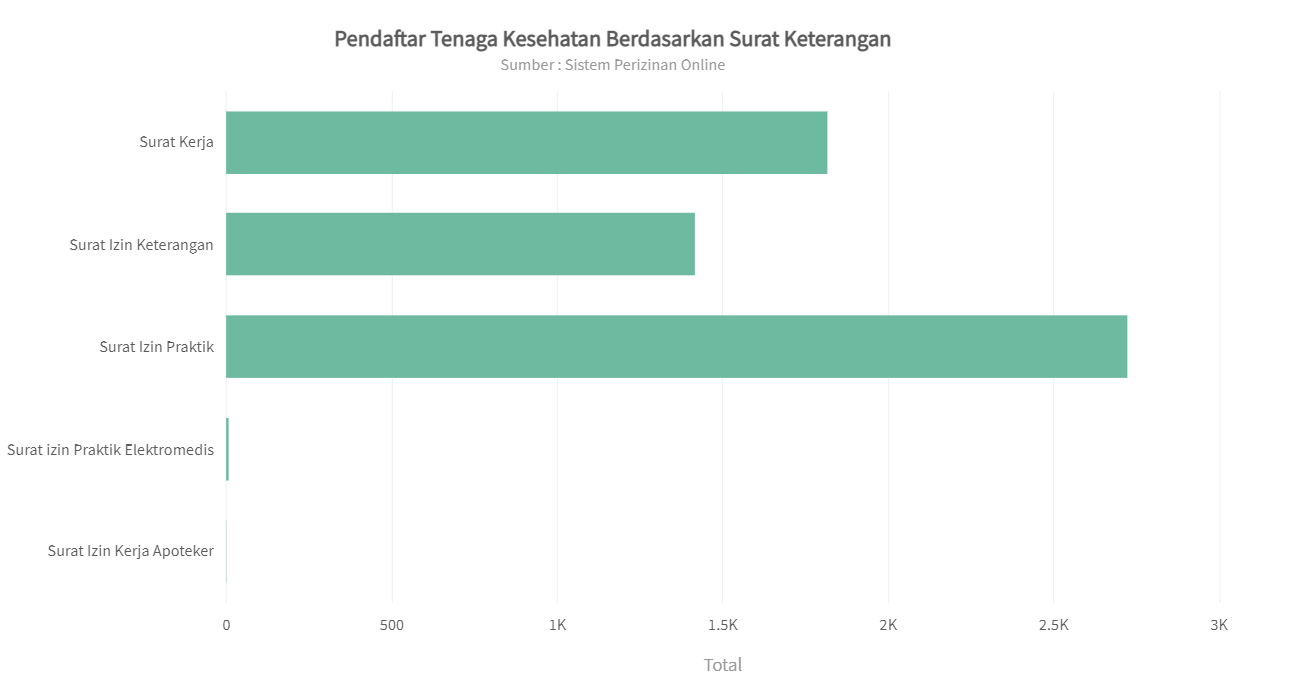 Pendaftar Tenaga Kesehatan Berdasarkan Surat Keterangan
Sumber : Sistem Perizinan Online
Surat Kerja
Surat Izin Keterangan
Surat Izin Praktik
Surat izin Praktik Elektromedis
Surat Izin Kerja Apoteker
0 500 1K 1.5K 2K 2.5K 3K
Total